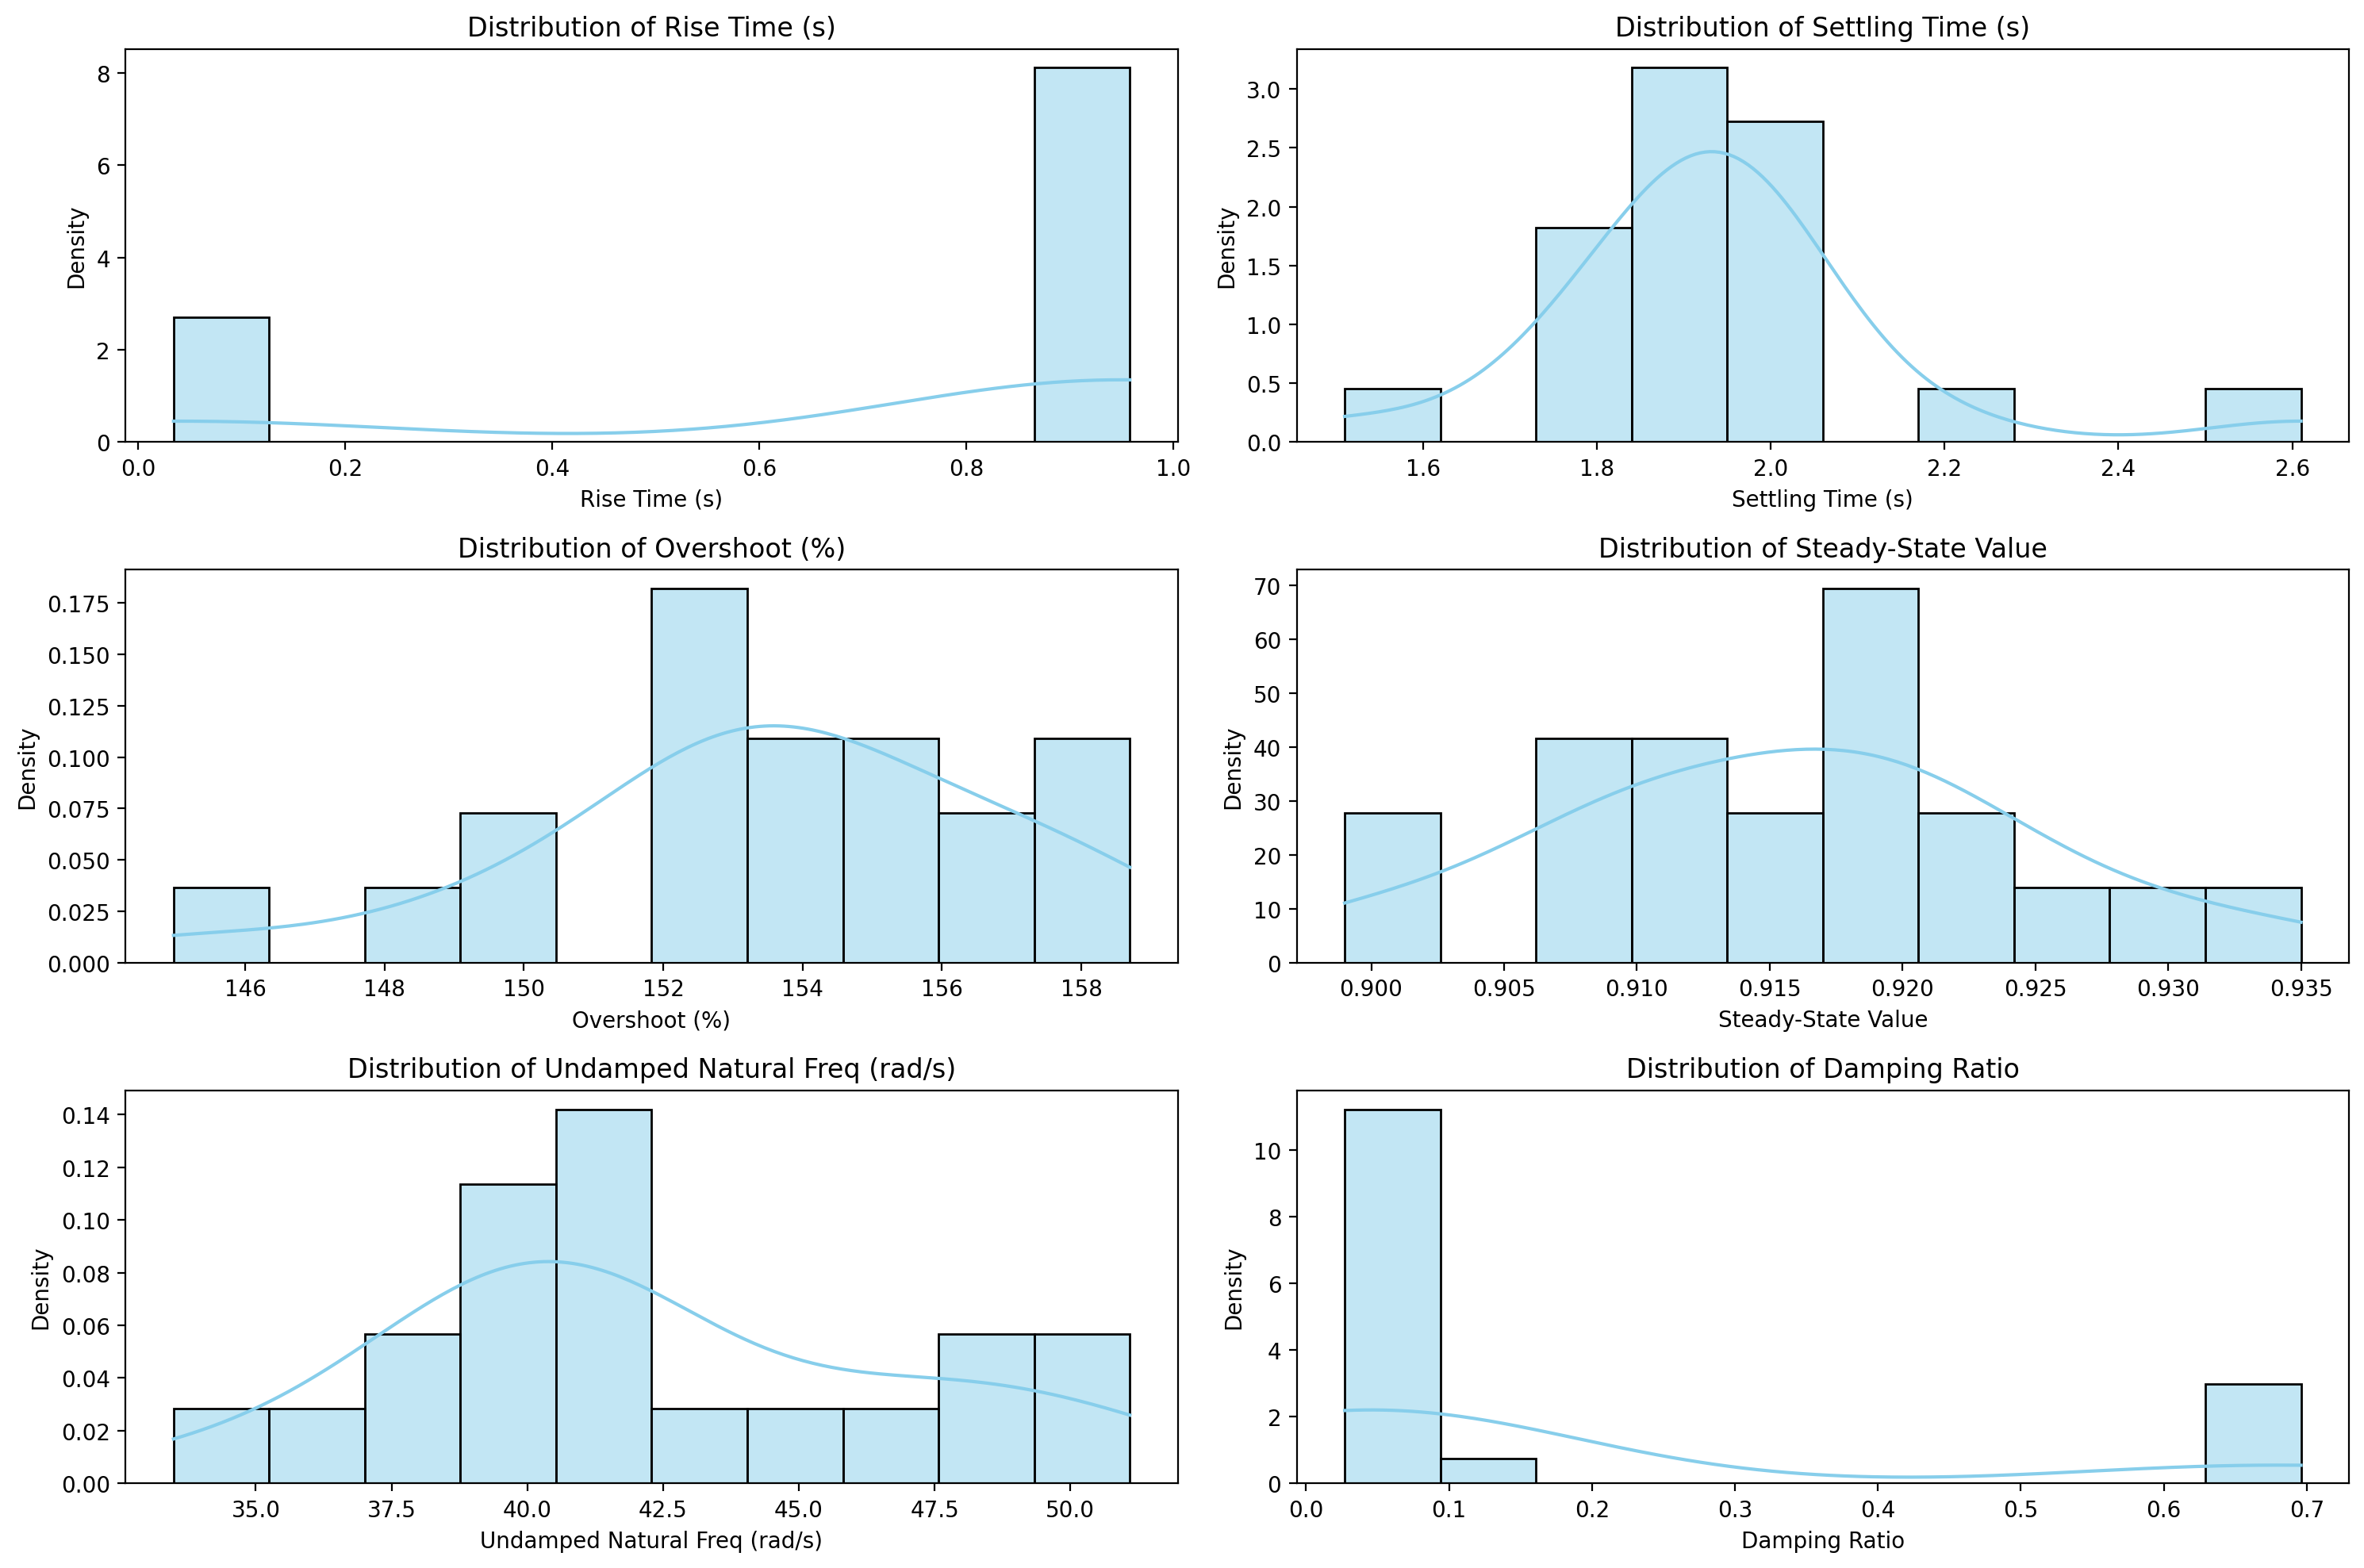 Distribution of Rise Time (s)
Density
8
6
4
2
0
0.0 0.2 0.4 0.6 0.8 1.0
Rise Time (s)
Distribution of Settling Time (s)
Density
3.0
2.5
2.0
1.5
1.0
0.5
0.0
1.6 1.8 2.0 2.2 2.4 2.6
Settling Time (s)
Distribution of Overshoot (%)
Density
0.175
0.150
0.125
0.100
0.075
0.050
0.025
0.000
146 148 150 152 154 156 158
Overshoot (%)
Distribution of Steady-State Value
Density
70
60
50
40
30
20
10
0
0.900 0.905 0.910 0.915 0.920 0.925 0.930 0.935
Steady-State Value
Distribution of Undamped Natural Freq (rad/s)
Density
0.14
0.12
0.10
0.08
0.06
0.04
0.02
0.00
35.0 37.5 40.0 42.5 45.0 47.5 50.0
Undamped Natural Freq (rad/s)
Distribution of Damping Ratio
Density
10
8
6
4
2
0
0.0 0.1 0.2 0.3 0.4 0.5 0.6 0.7
Damping Ratio